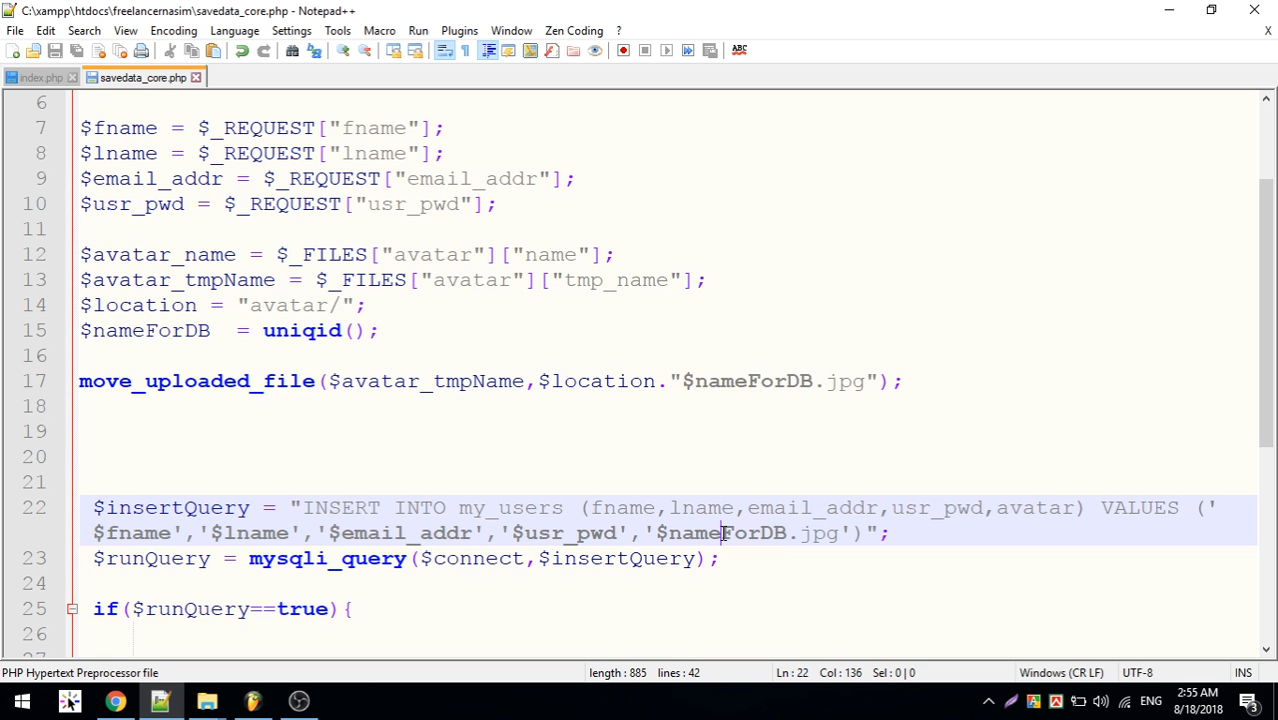 C:\xampp\htdocs\freelancernasim\savedata_core.php - Notepad++
File Edit Search View Encoding Language Settings Tools Macro Run Plugins Window Zen Coding ? X
index.php savedata_core.php
6
7 $fname = $_REQUEST["fname"];
8 $lname = $_REQUEST["lname"];
9 $email_addr = $_REQUEST["email_addr"];
10 $usr_pwd = $_REQUEST["usr_pwd"];
11
12 $avatar_name = $_FILES["avatar"]["name"];
13 $avatar_tmpName = $_FILES["avatar"]["tmp_name"];
14 $location = "avatar/";
15 $nameForDB  = uniqid();
16
17 move_uploaded_file($avatar_tmpName,$location."$nameForDB.jpg");
18
19
20
21
22 $insertQuery = "INSERT INTO my_users (fname,lname,email_addr,usr_pwd,avatar) VALUES ('
$fname','$lname','$email_addr','$usr_pwd','$nameForDB.jpg')";
23 $runQuery = mysqli_query($connect,$insertQuery);
24
25 if($runQuery==true){
26
PHP Hypertext Preprocessor file length : 885 lines : 42 Ln : 22 Col : 136 Sel : 0 | 0 Windows (CR LF) UTF-8 INS
ENG 2:55 AM
8/18/2018 3